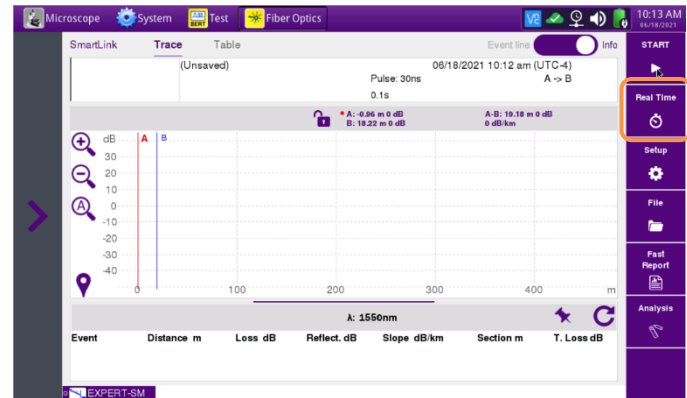 Microscope System Test Fiber Optics 10:13 AM
06/18/2021
SmartLink Trace Table Event line Info START
(Unsaved) 06/18/2021 10:12 am (UTC-4)
Pulse: 30ns A -> B
0.1s
Real Time
A: -0.96 m 0 dB A-B: 19.18 m 0 dB
B: 18.22 m 0 dB 0 dB/km
dB A B
30
20
10
0
-10
-20
-30
-40
0 100 200 300 400 m
Setup
File
Fast
Report
Analysis
λ: 1550nm
Event Distance m Loss dB Reflect. dB Slope dB/km Section m T. Loss dB
EXPERT-SM